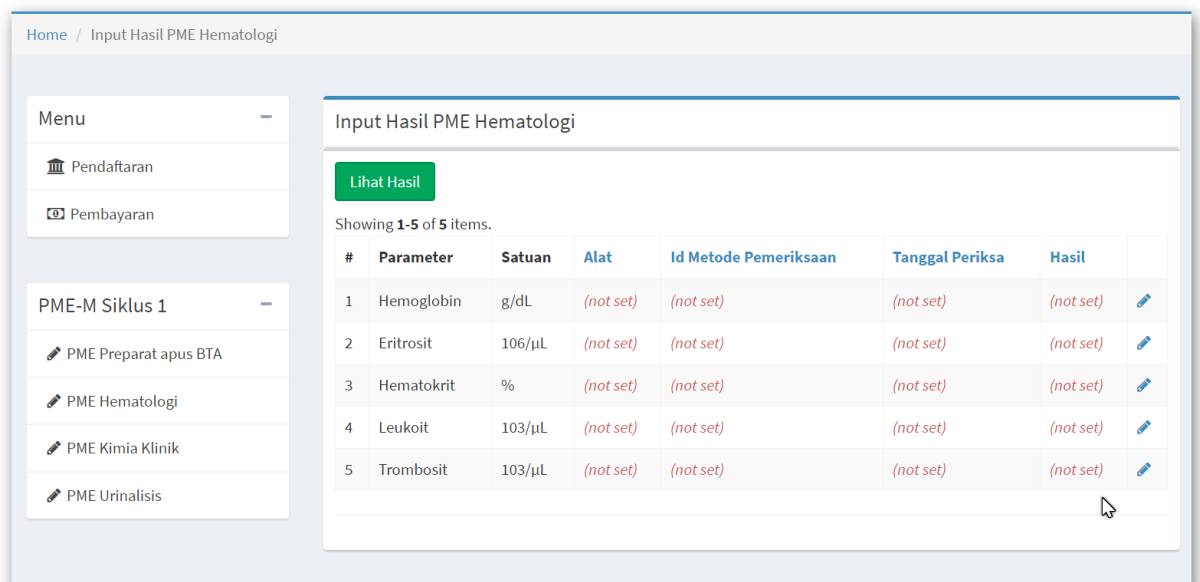 Home / Input Hasil PME Hematologi
Menu
Pendaftaran
Pembayaran
PME-M Siklus 1
PME Preparat apus BTA
PME Hematologi
PME Kimia Klinik
PME Urinalisis
Input Hasil PME Hematologi
Lihat Hasil
Showing 1-5 of 5 items.
# Parameter Satuan Alat Id Metode Pemeriksaan Tanggal Periksa Hasil
1 Hemoglobin g/dL (not set) (not set) (not set) (not set)
2 Eritrosit 106/µL (not set) (not set) (not set) (not set)
3 Hematokrit % (not set) (not set) (not set) (not set)
4 Leukoit 103/µL (not set) (not set) (not set) (not set)
5 Trombosit 103/µL (not set) (not set) (not set) (not set)